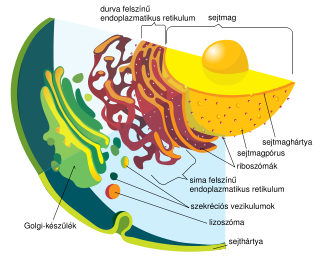 durva felszínű
endoplazmatikus retikulum
sejtmag
sejtmaghártya
sejtmagpórus
riboszómák
sima felszínű
endoplazmatikus retikulum
szekréciós vezikulumok
Golgi-készülék
lizoszóma
sejthártya